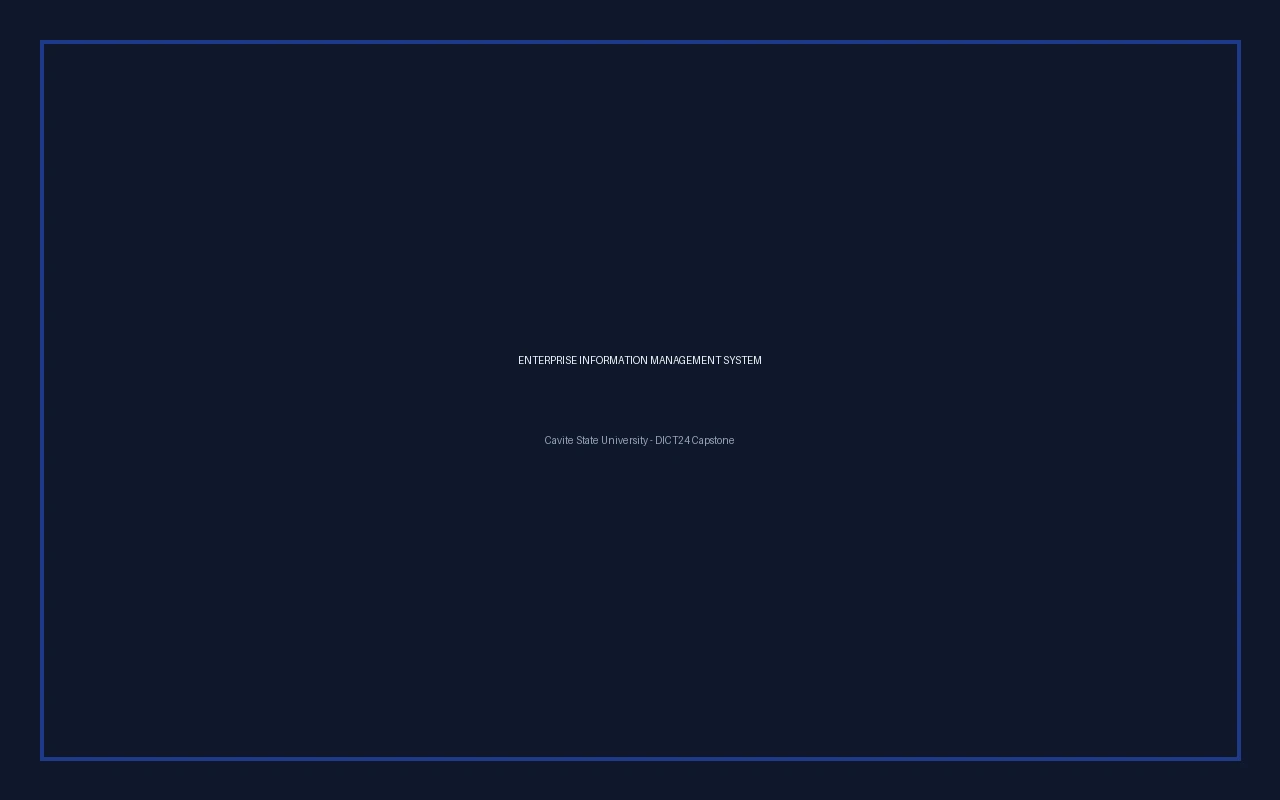 ENTERPRISE INFORMATION MANAGEMENT SYSTEM
Cavite State University - DICT24 Capstone